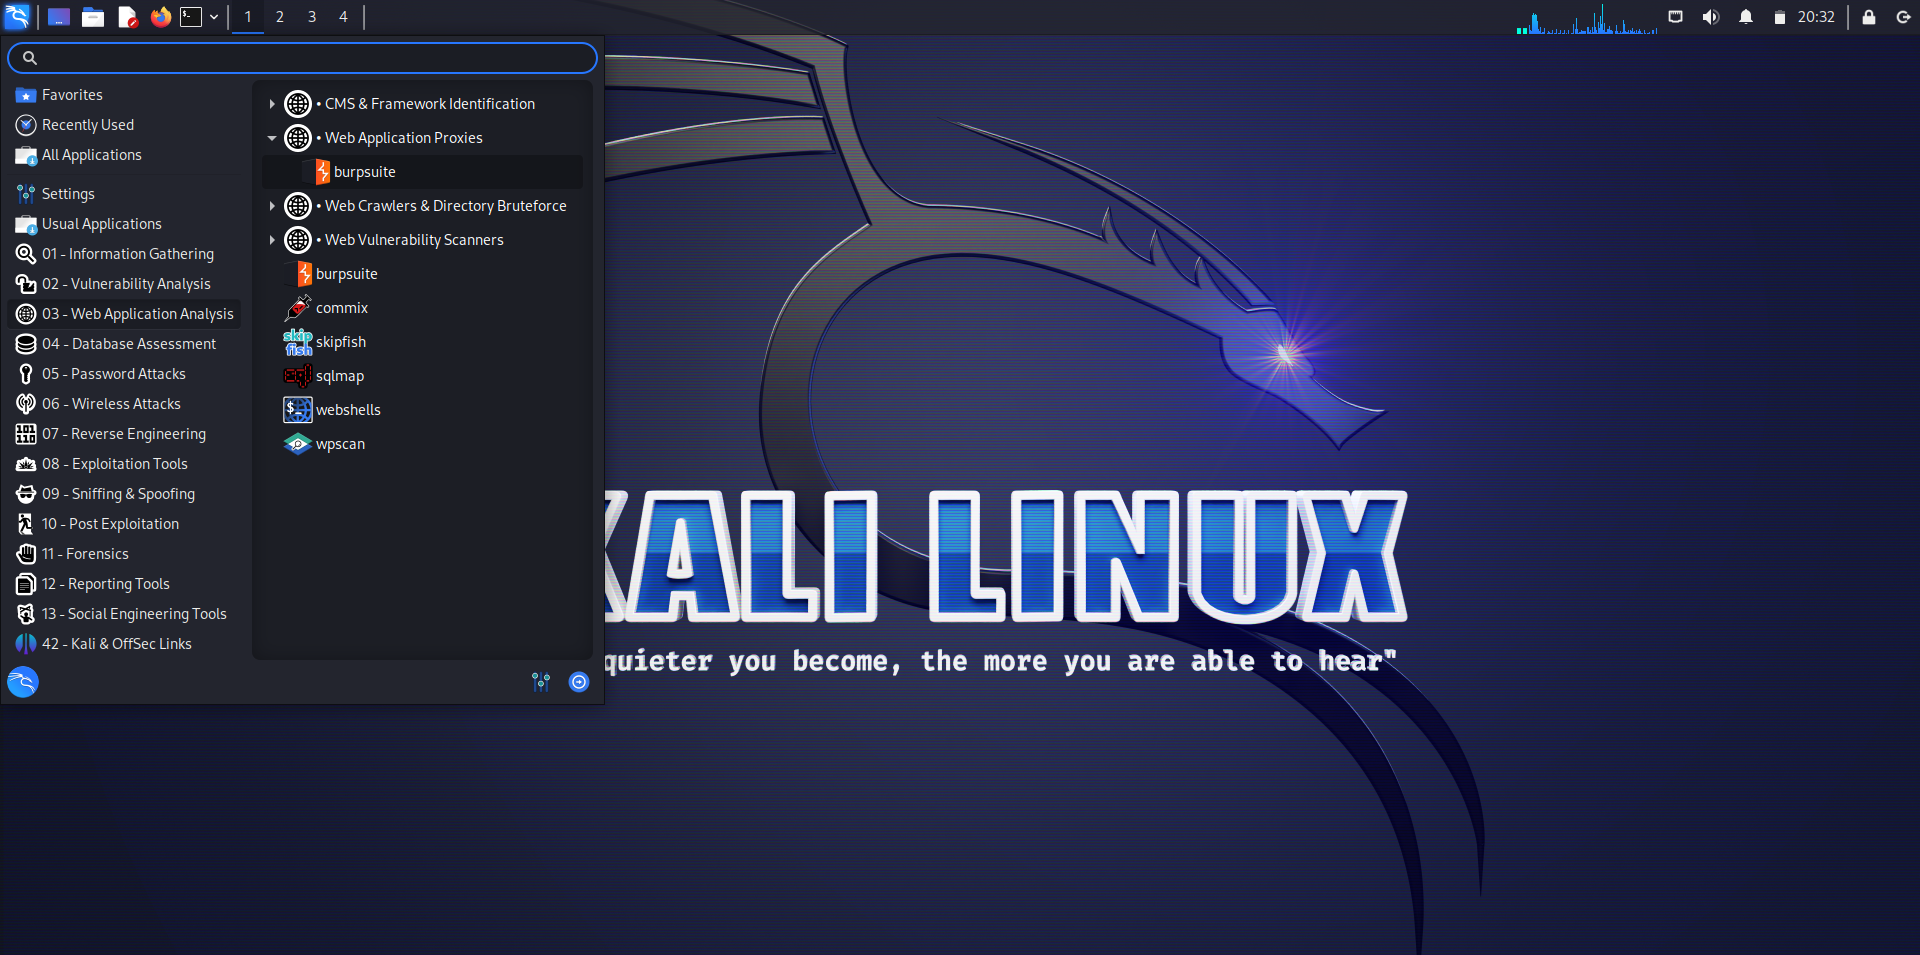 1 2 3 4
20:32
Favorites
Recently Used
All Applications
Settings
Usual Applications
01 - Information Gathering
02 - Vulnerability Analysis
03 - Web Application Analysis
04 - Database Assessment
05 - Password Attacks
06 - Wireless Attacks
07 - Reverse Engineering
08 - Exploitation Tools
09 - Sniffing & Spoofing
10 - Post Exploitation
11 - Forensics
12 - Reporting Tools
13 - Social Engineering Tools
42 - Kali & OffSec Links
• CMS & Framework Identification
• Web Application Proxies
burpsuite
• Web Crawlers & Directory Bruteforce
• Web Vulnerability Scanners
burpsuite
commix
skip
fish
skipfish
sql
sqlmap
$_
webshells
wpscan
KALI LINUX
quieter you become, the more you are able to hear"